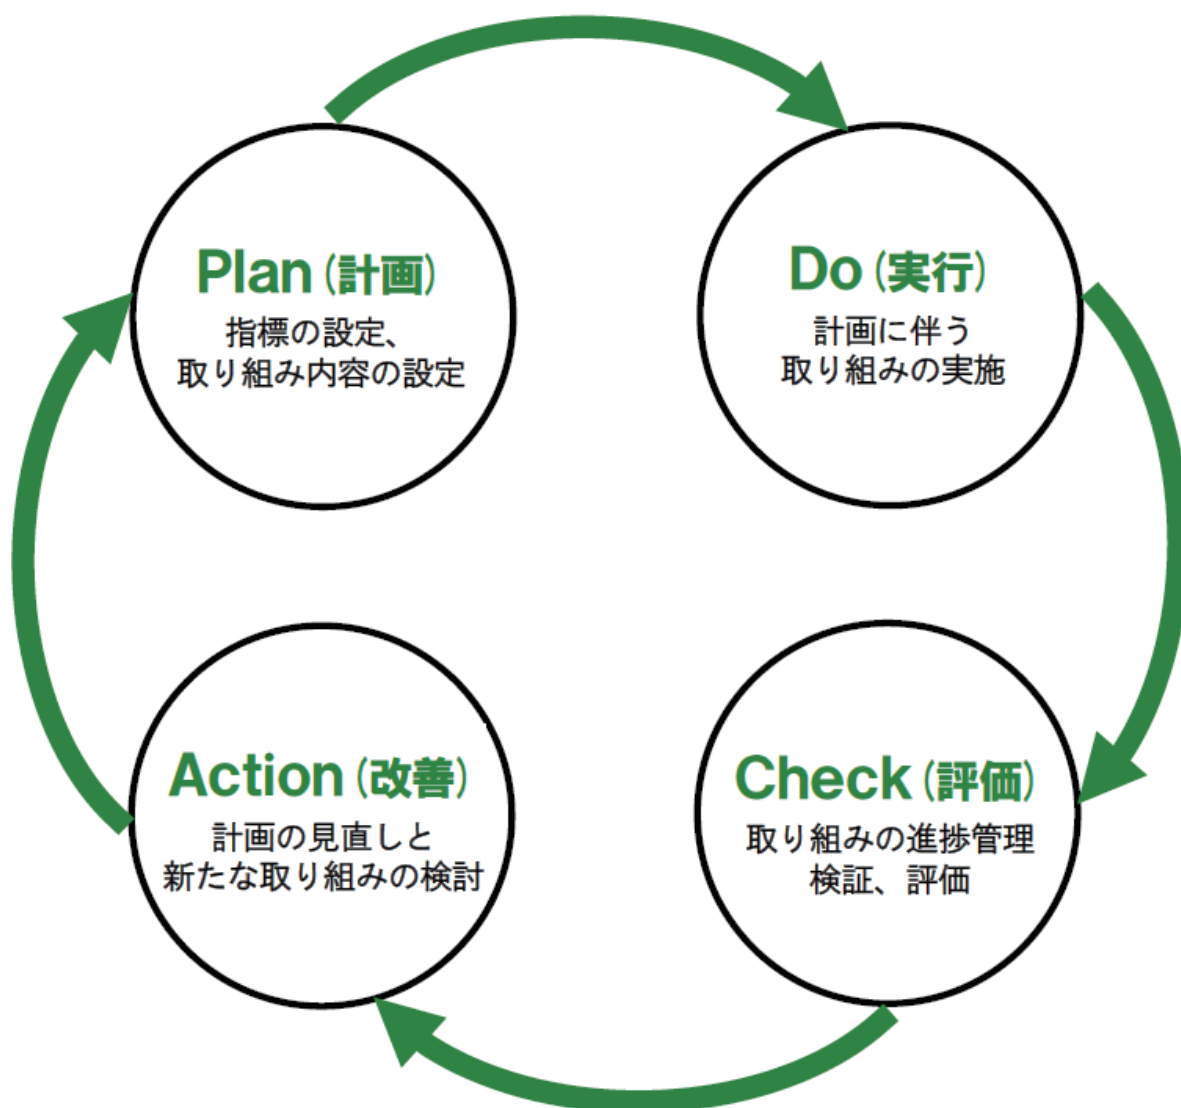 Plan(計画)
指標の設定、
取り組み内容の設定
Do(実行)
計画に伴う
取り組みの実施
Check(評価)
取り組みの進捗管理
検証、評価
Action(改善)
計画の見直しと
新たな取り組みの検討